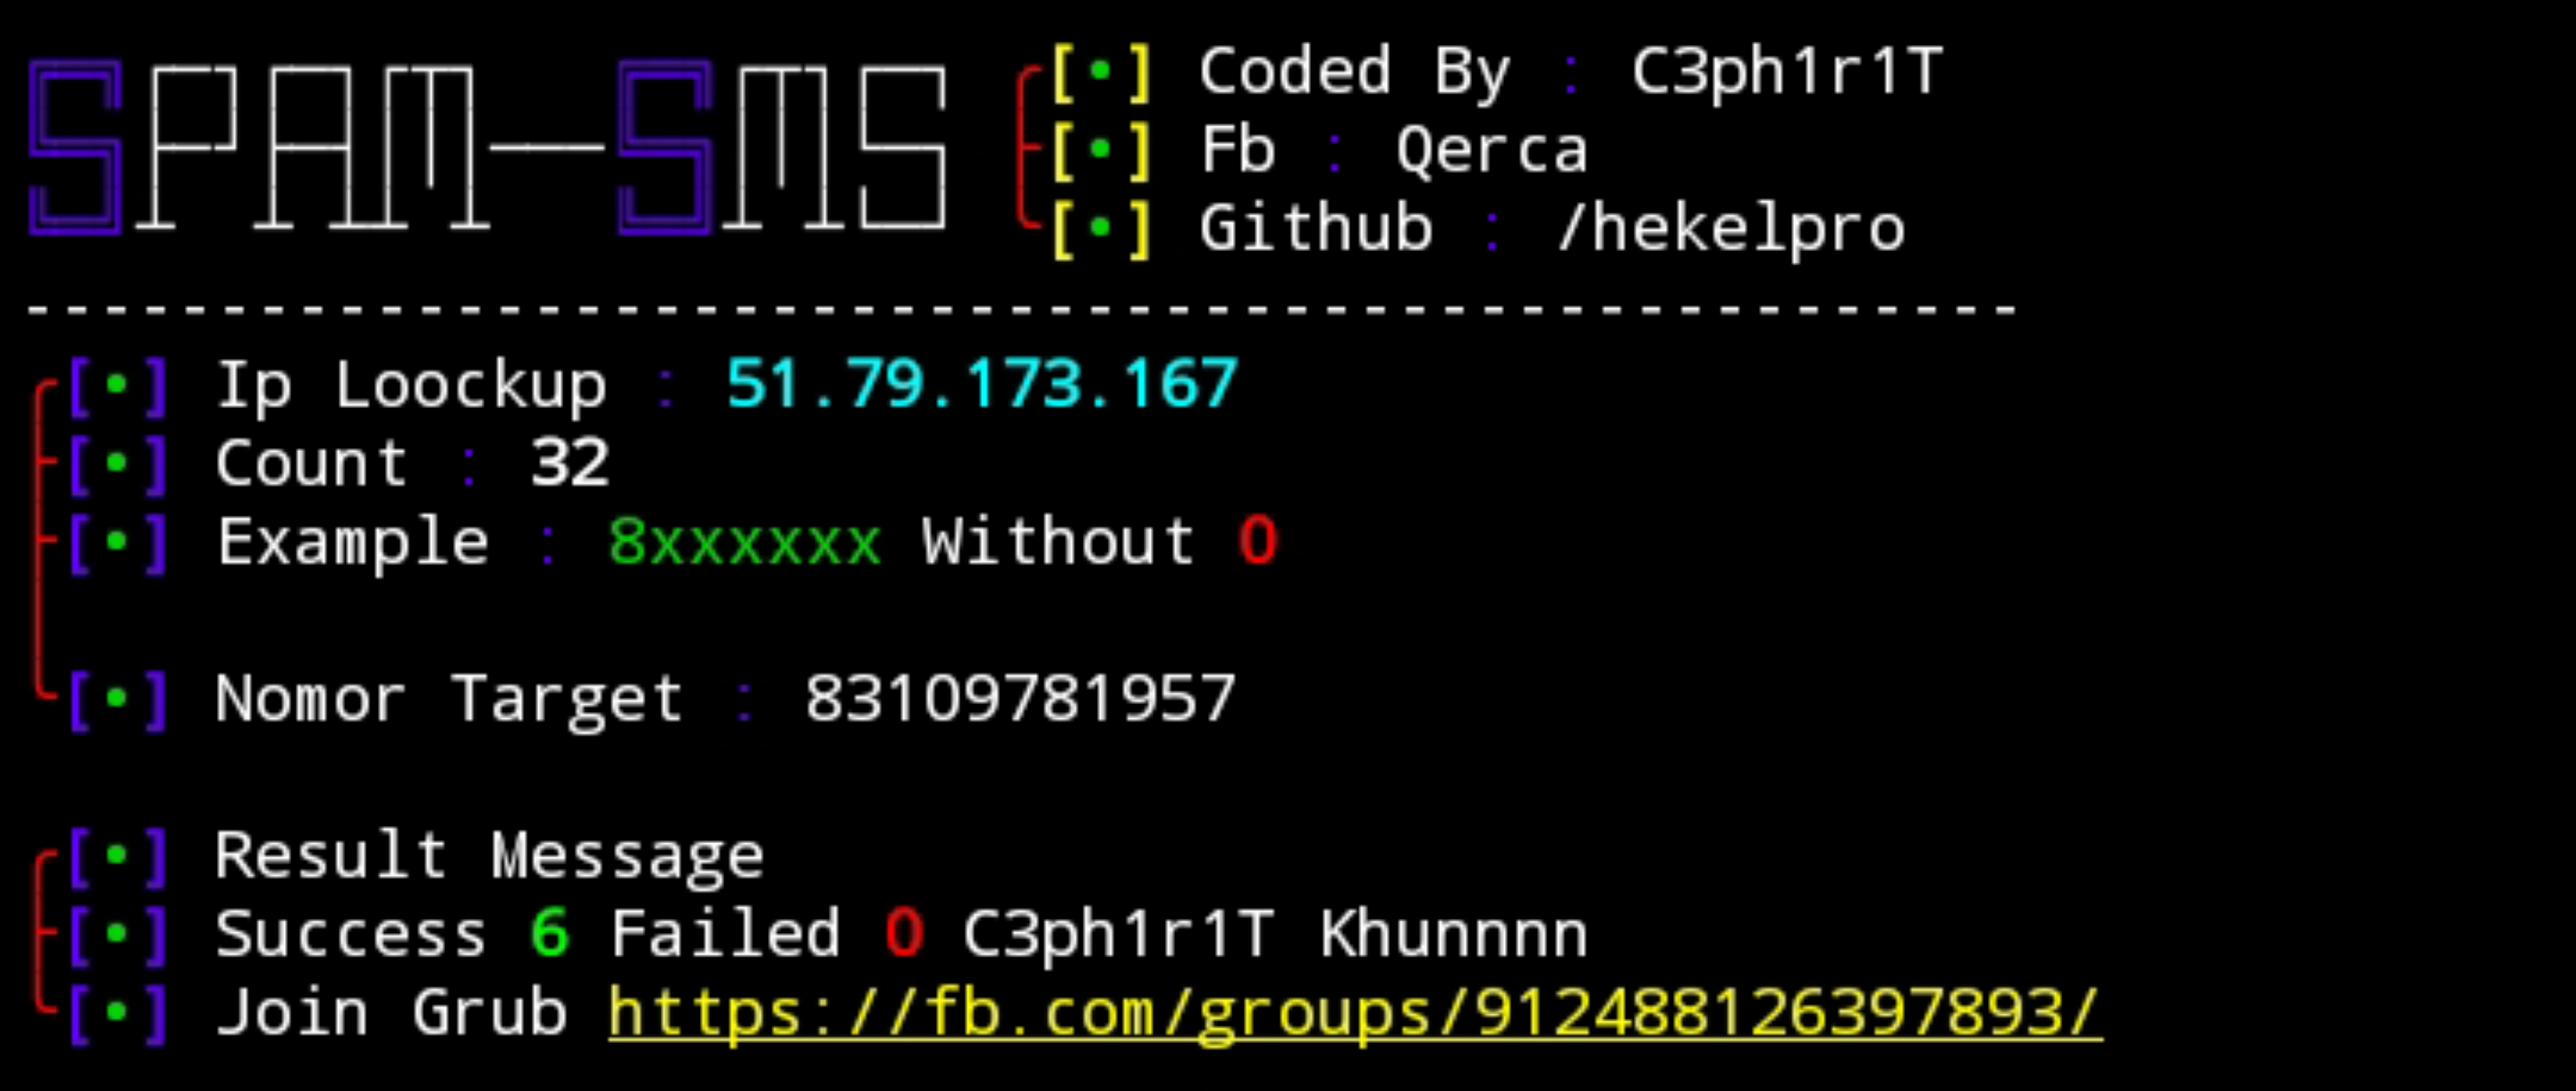 SPAM—SMS
[•] Coded By : C3ph1r1T
[•] Fb : Qerca
[•] Github : /hekelpro
---------------------------------------------------
[•] Ip Loockup : 51.79.173.167
[•] Count : 32
[•] Example : 8xxxxxx Without 0
[•] Nomor Target : 83109781957
[•] Result Message
[•] Success 6 Failed 0 C3ph1r1T Khunnnn
[•] Join Grub https://fb.com/groups/912488126397893/